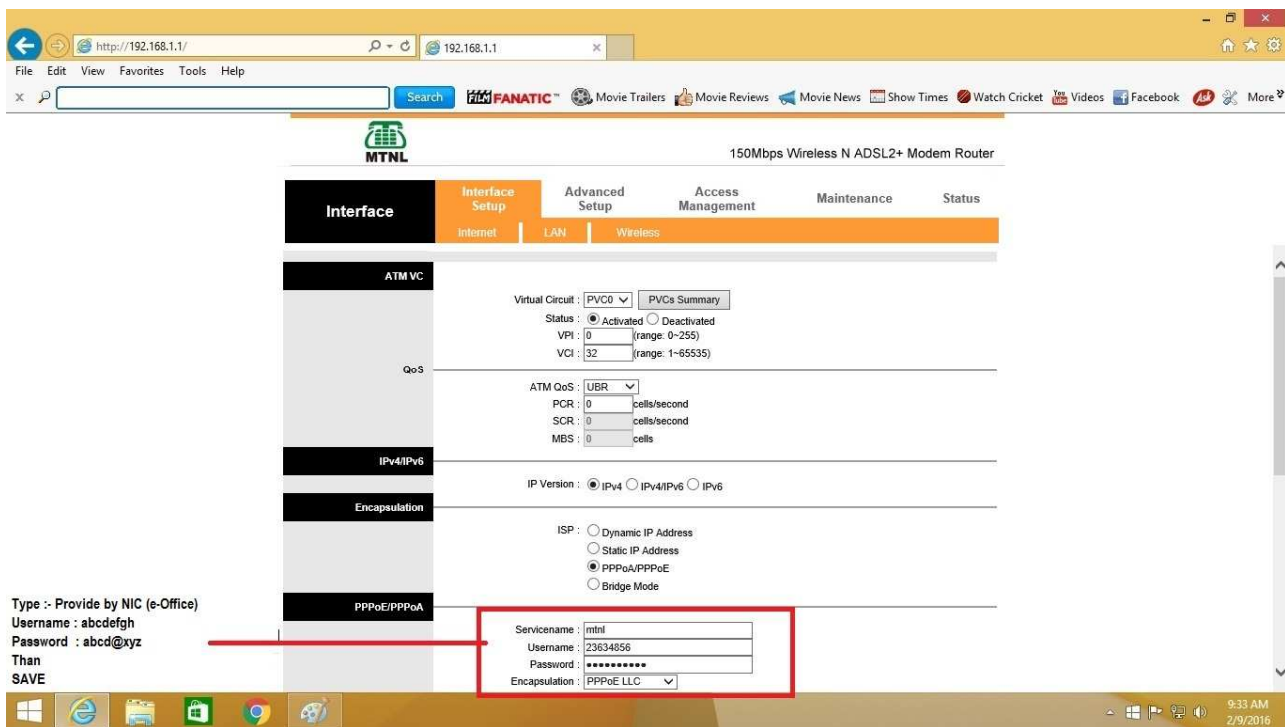 http://192.168.1.1/
192.168.1.1
File Edit View Favorites Tools Help
x Search FILM FANATIC™ Movie Trailers Movie Reviews Movie News Show Times Watch Cricket You Tube Videos Facebook Ask More
MTNL
150Mbps Wireless N ADSL2+ Modem Router
Interface
Interface Setup
Advanced Setup
Access Management
Maintenance
Status
Internet LAN Wireless
ATM VC
Virtual Circuit : PVC0 PVCs Summary
Status : Activated Deactivated
VPI : 0 (range: 0~255)
VCI : 32 (range: 1~65535)
QoS
ATM QoS : UBR
PCR : 0 cells/second
SCR : 0 cells/second
MBS : 0 cells
IPv4/IPv6
IP Version : IPv4 IPv4/IPv6 IPv6
Encapsulation
ISP : Dynamic IP Address
Static IP Address
PPPoA/PPPoE
Bridge Mode
PPPoE/PPPoA
Servicename : mtnl
Username : 23634856
Password : ••••••••••
Encapsulation : PPPoE LLC
Type :- Provide by NIC (e-Office)
Username : abcdefgh
Password : abcd@xyz
Than
SAVE
9:33 AM
2/9/2016